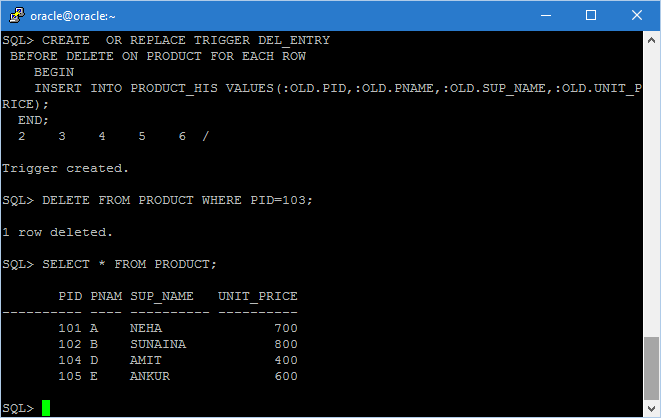 oracle@oracle:~
SQL> CREATE  OR REPLACE TRIGGER DEL_ENTRY
 BEFORE DELETE ON PRODUCT FOR EACH ROW
    BEGIN
    INSERT INTO PRODUCT_HIS VALUES(:OLD.PID,:OLD.PNAME,:OLD.SUP_NAME,:OLD.UNIT_P
RICE);
  END;
  2    3    4    5    6  /
Trigger created.
SQL> DELETE FROM PRODUCT WHERE PID=103;
1 row deleted.
SQL> SELECT * FROM PRODUCT;
       PID PNAM SUP_NAME   UNIT_PRICE
---------- ---- ---------- ----------
       101 A    NEHA              700
       102 B    SUNAINA           800
       104 D    AMIT              400
       105 E    ANKUR             600
SQL>